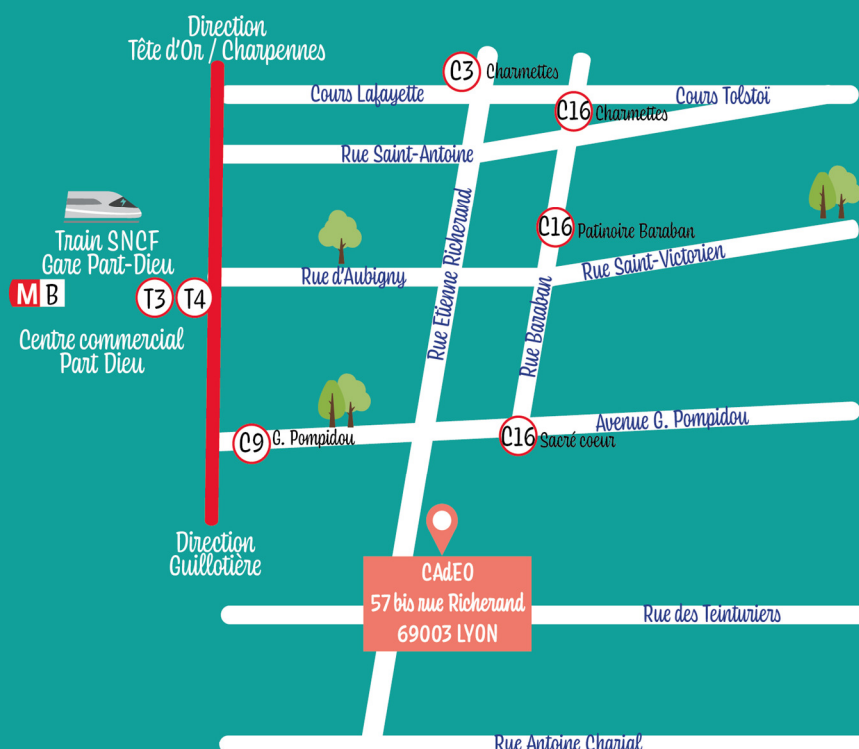 Direction
Tête d'Or / Charpennes
C3 Charmettes
Cours Lafayette
Cours Tolstoï
C16 Charmettes
Rue Saint-Antoine
C16 Patinoire Baraban
Train SNCF
Gare Part-Dieu
M B
T3 T4
Rue d'Aubigny
Rue Etienne Richerand
Rue Baraban
Rue Saint-Victorien
Centre commercial
Part Dieu
C9 G. Pompidou
C16 Sacré coeur
Avenue G. Pompidou
Direction
Guillotière
CAdEO
57 bis rue Richerand
69003 LYON
Rue des Teinturiers
Rue Antoine Charial